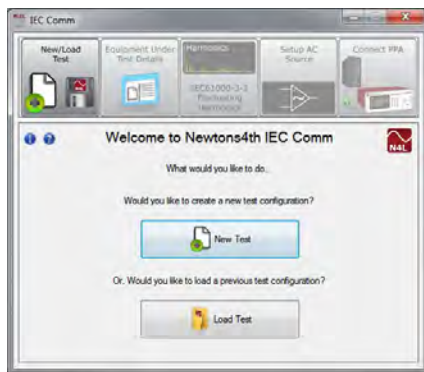 IEC Comm
New/Load
Test
Equipment Under
Test Details
Harmonics
IEC61000-3-2
Fluctuating
Harmonics
Setup AC
Source
Connect PPA
Welcome to Newtons4th IEC Comm
N4L
What would you like to do..
Would you like to create a new test configuration?
New Test
Or. Would you like to load a previous test configuration?
Load Test